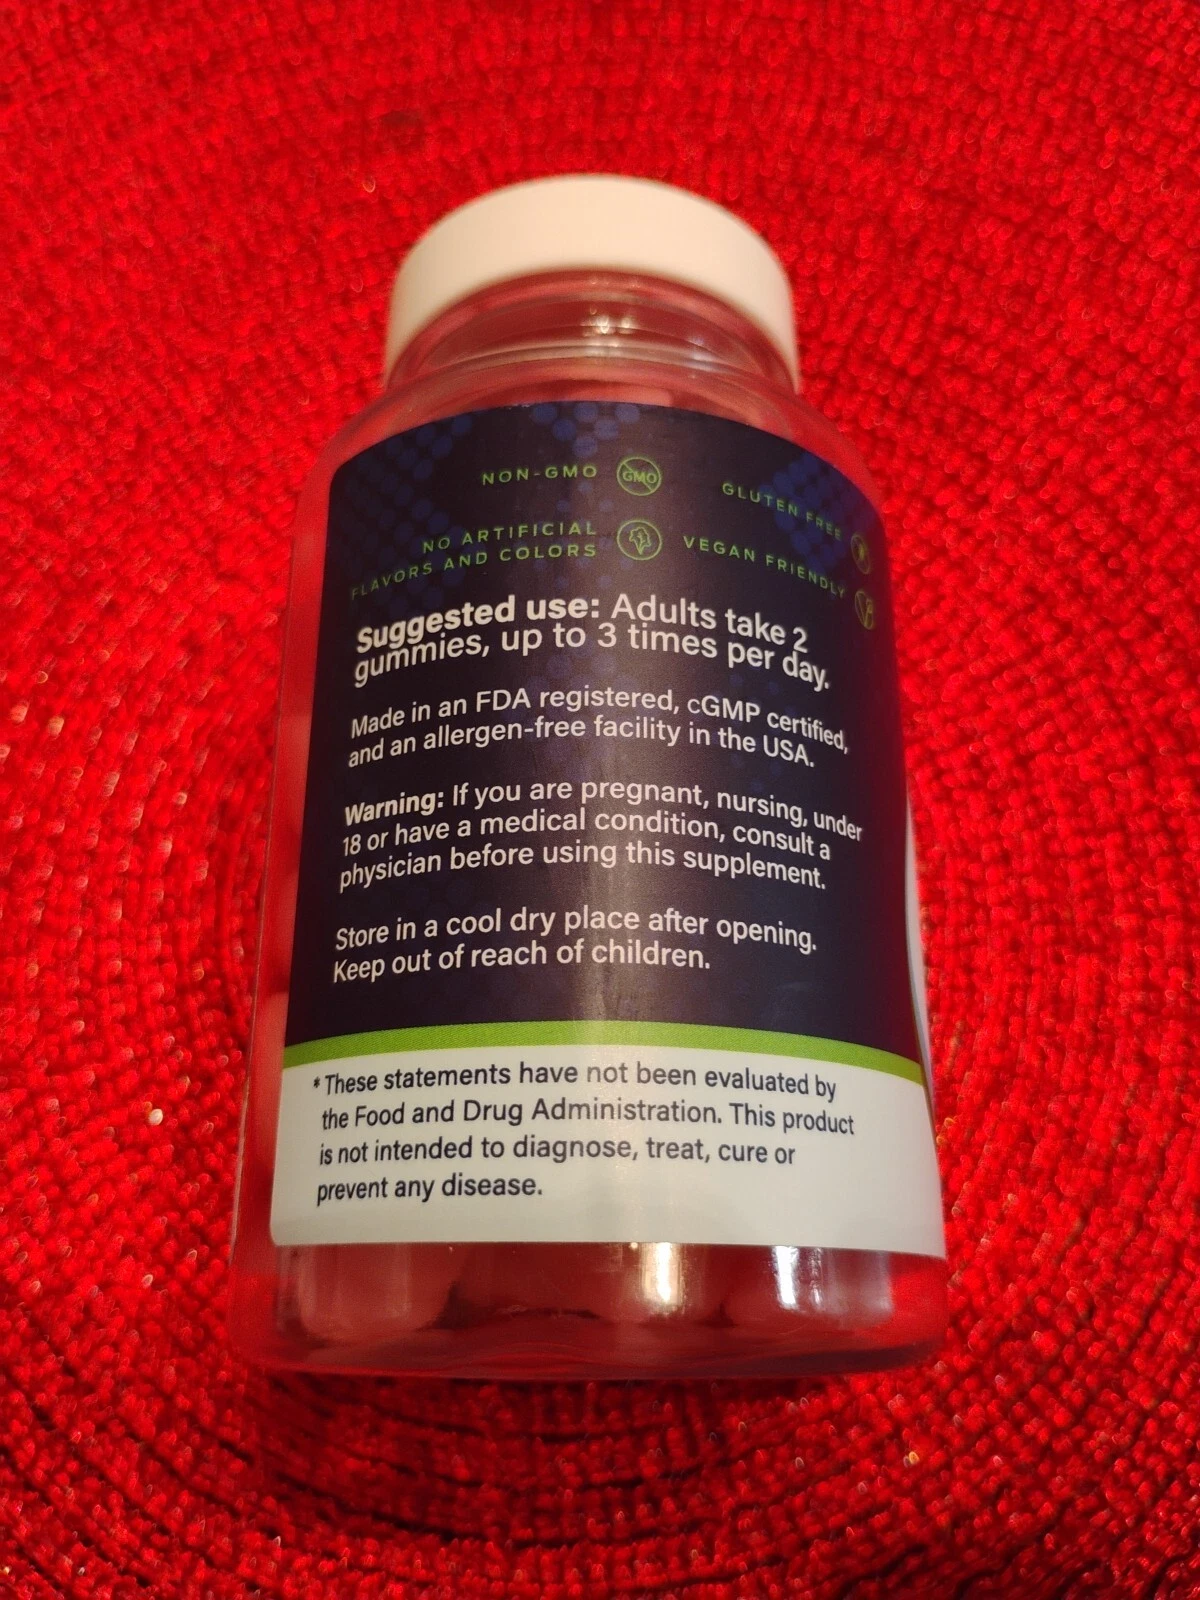 NON-GMO GMO GLUTEN FREE
NO ARTIFICIAL
FLAVORS AND COLORS
VEGAN FRIENDLY
Suggested use: Adults take 2
gummies, up to 3 times per day.
Made in an FDA registered, cGMP certified,
and an allergen-free facility in the USA.
Warning: If you are pregnant, nursing, under
18 or have a medical condition, consult a
physician before using this supplement.
Store in a cool dry place after opening.
Keep out of reach of children.
* These statements have not been evaluated by
the Food and Drug Administration. This product
is not intended to diagnose, treat, cure or
prevent any disease.